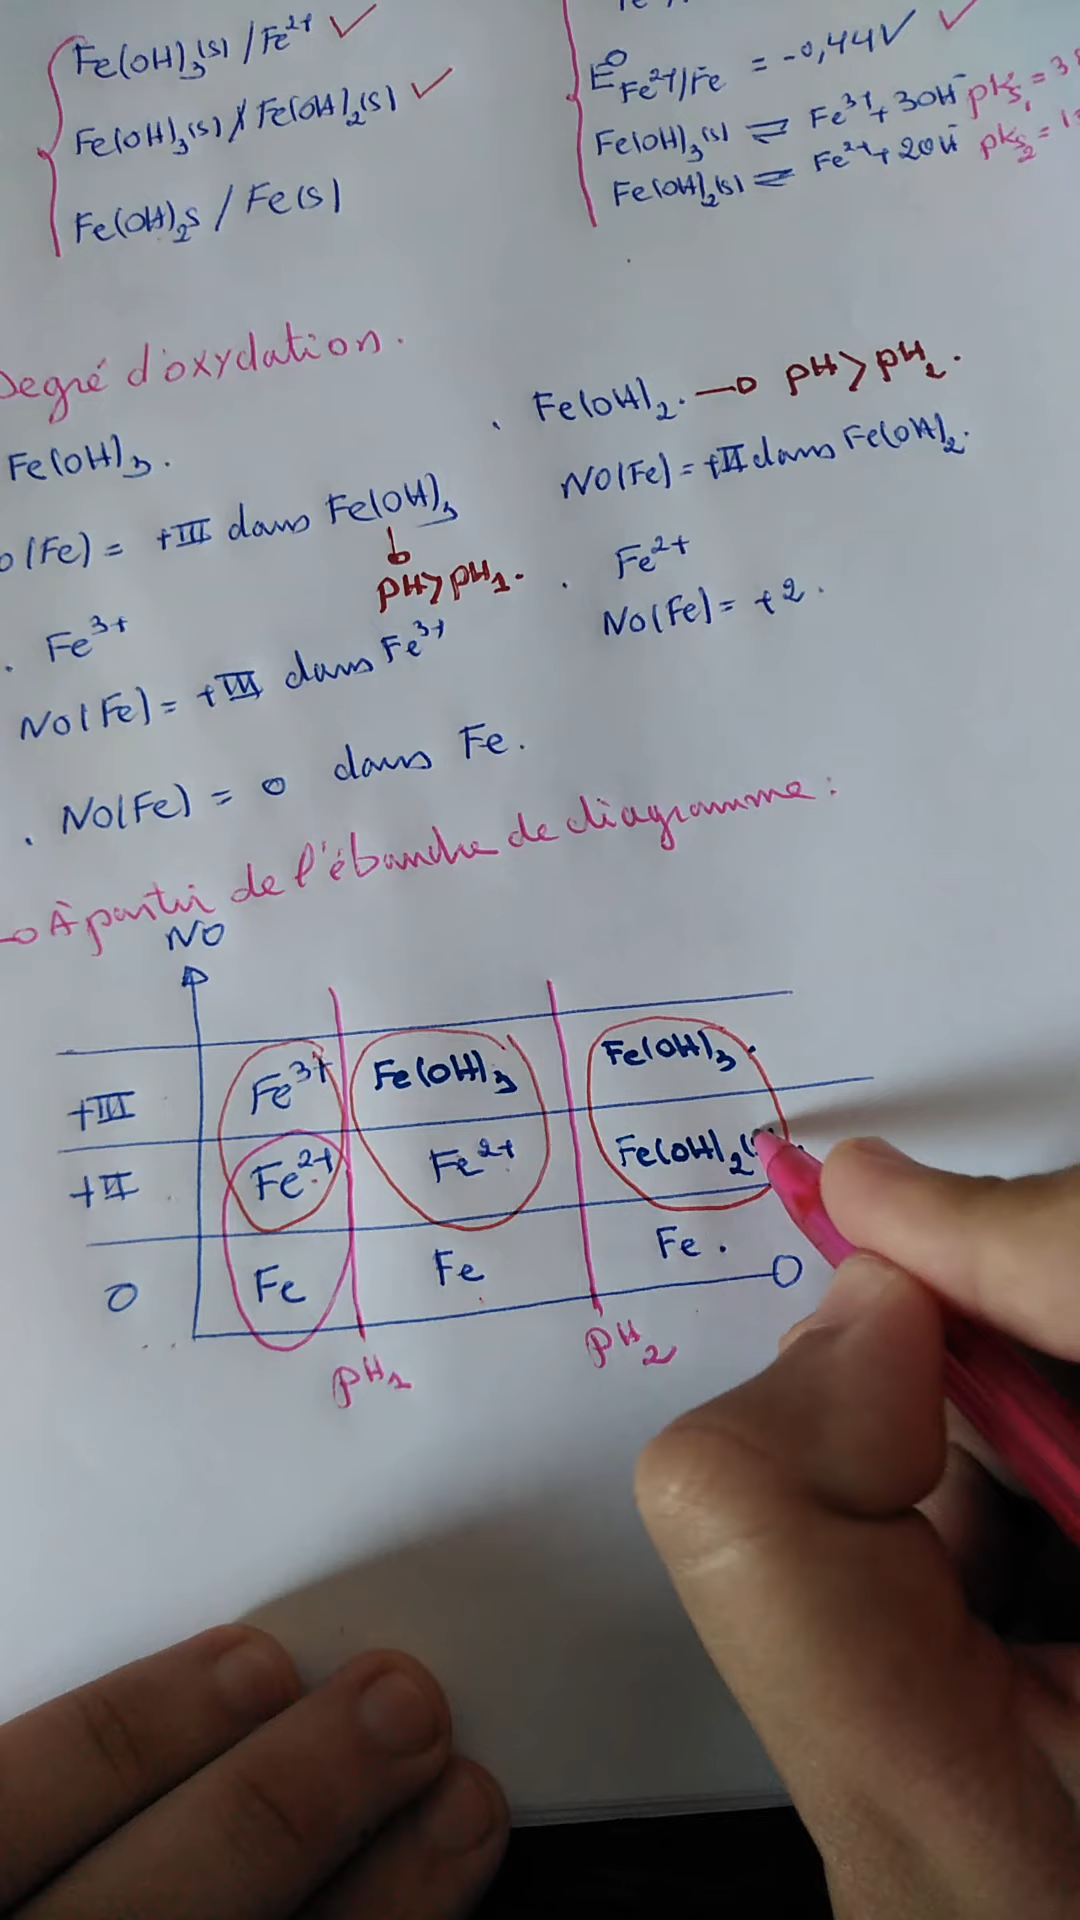 Fe(OH)₃(s) / Fe²⁺ ✓
Fe(OH)₃(s) / Fe(OH)₂(s) ✓
Fe(OH)₂s / Fe(s)
E⁰ Fe²⁺/Fe = -0,44V ✓
Fe(OH)₃(s) ⇌ Fe³⁺ + 3OH⁻ pKs₁ = 38
Fe(OH)₂(s) ⇌ Fe²⁺ + 2OH⁻ pKs₂ =
Degré d'oxydation.
Fe(OH)₃.
No(Fe) = +III dans Fe(OH)₃
pH > pH₁.
. Fe³⁺
NO(Fe) = +III dans Fe³⁺
. NO(Fe) = 0 dans Fe.
. Fe(OH)₂. → pH > pH₂.
NO(Fe) = +II dans Fe(OH)₂.
. Fe²⁺
NO(Fe) = +2.
→ À partir de l'ébauche de diagramme :
NO
+III Fe³⁺ Fe(OH)₃ Fe(OH)₃.
+II Fe²⁺ Fe²⁺ Fe(OH)₂
0 Fe Fe Fe.
pH₁ pH₂